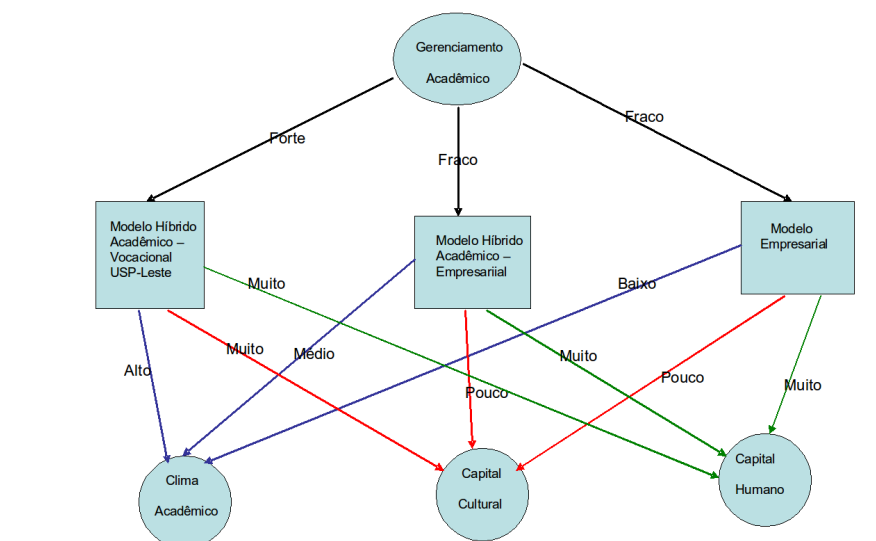 Gerenciamento
Acadêmico
Fraco
Forte
Fraco
Modelo Híbrido
Acadêmico –
Vocacional
USP-Leste
Modelo Híbrido
Acadêmico –
Empresariial
Modelo
Empresarial
Muito
Baixo
Muito
Médio
Muito
Alto
Pouco
Pouco
Muito
Clima
Acadêmico
Capital
Cultural
Capital
Humano